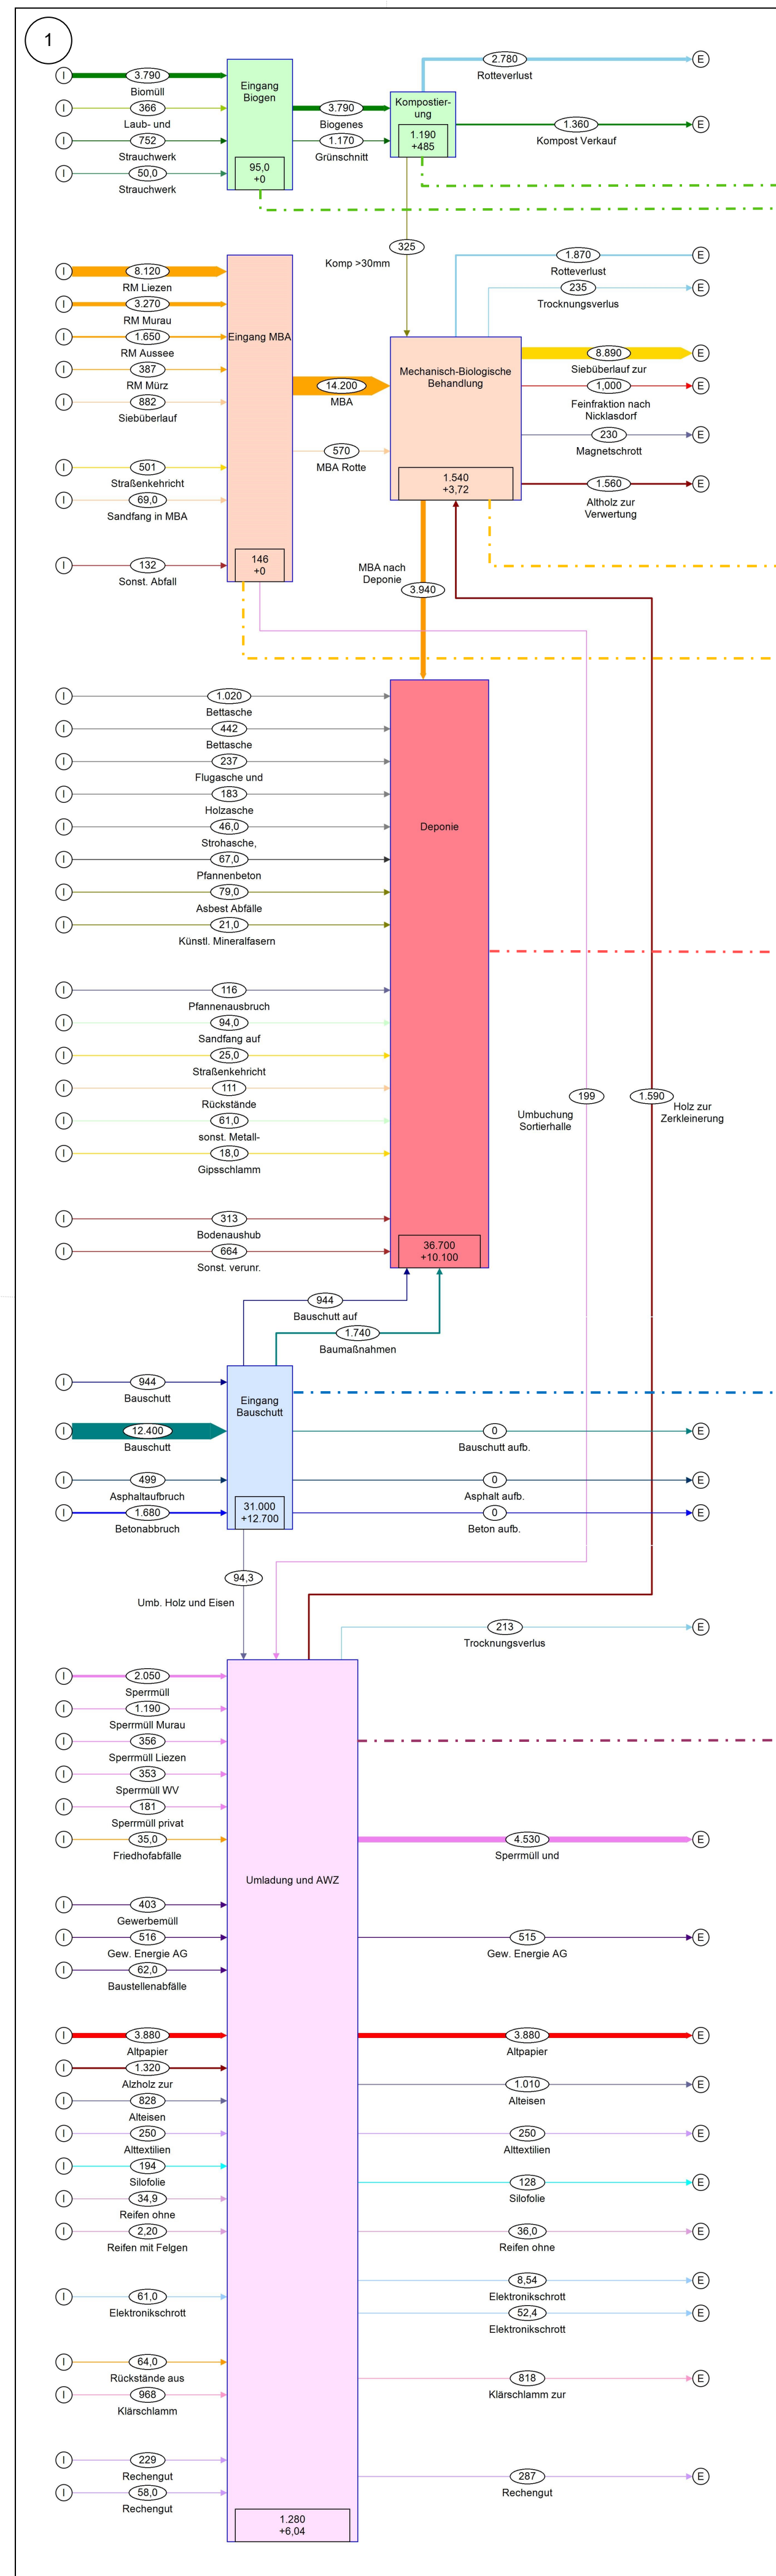 1
I
3.790
Biomüll
I
366
Laub- und
I
752
Strauchwerk
I
50,0
Strauchwerk
Eingang
Biogen
95,0
+0
3.790
Biogenes
1.170
Grünschnitt
Kompostier-
ung
1.190
+485
2.780
Rotteverlust
E
1.360
Kompost Verkauf
E
325
Komp >30mm
I
8.120
RM Liezen
I
3.270
RM Murau
I
1.650
RM Aussee
I
387
RM Mürz
I
882
Siebüberlauf
I
501
Straßenkehricht
I
69,0
Sandfang in MBA
I
132
Sonst. Abfall
Eingang MBA
146
+0
14.200
MBA
570
MBA Rotte
Mechanisch-Biologische
Behandlung
1.540
+3,72
1.870
Rotteverlust
E
235
Trocknungsverlus
E
8.890
Siebüberlauf zur
E
1,000
Feinfraktion nach
Nicklasdorf
E
230
Magnetschrott
E
1.560
Altholz zur
Verwertung
E
MBA nach
Deponie
3.940
I
1.020
Bettasche
I
442
Bettasche
I
237
Flugasche und
I
183
Holzasche
I
46,0
Strohasche,
I
67,0
Pfannenbeton
I
79,0
Asbest Abfälle
I
21,0
Künstl. Mineralfasern
I
116
Pfannenausbruch
I
94,0
Sandfang auf
I
25,0
Straßenkehricht
I
111
Rückstände
I
61,0
sonst. Metall-
I
18,0
Gipsschlamm
I
313
Bodenaushub
I
664
Sonst. verunr.
Deponie
36.700
+10.100
199
Umbuchung
Sortierhalle
1.590
Holz zur
Zerkleinerung
944
Bauschutt auf
1.740
Baumaßnahmen
I
944
Bauschutt
I
12.400
Bauschutt
I
499
Asphaltaufbruch
I
1.680
Betonabbruch
Eingang
Bauschutt
31.000
+12.700
0
Bauschutt aufb.
E
0
Asphalt aufb.
E
0
Beton aufb.
E
94,3
Umb. Holz und Eisen
213
Trocknungsverlus
E
I
2.050
Sperrmüll
I
1.190
Sperrmüll Murau
I
356
Sperrmüll Liezen
I
353
Sperrmüll WV
I
181
Sperrmüll privat
I
35,0
Friedhofabfälle
I
403
Gewerbemüll
I
516
Gew. Energie AG
I
62,0
Baustellenabfälle
I
3.880
Altpapier
I
1.320
Alzholz zur
I
828
Alteisen
I
250
Alttextilien
I
194
Silofolie
I
34,9
Reifen ohne
I
2,20
Reifen mit Felgen
I
61,0
Elektronikschrott
I
64,0
Rückstände aus
I
968
Klärschlamm
I
229
Rechengut
I
58,0
Rechengut
Umladung und AWZ
1.280
+6,04
4.530
Sperrmüll und
E
515
Gew. Energie AG
E
3.880
Altpapier
E
1.010
Alteisen
E
250
Alttextilien
E
128
Silofolie
E
36,0
Reifen ohne
E
8,54
Elektronikschrott
E
52,4
Elektronikschrott
E
818
Klärschlamm zur
E
287
Rechengut
E